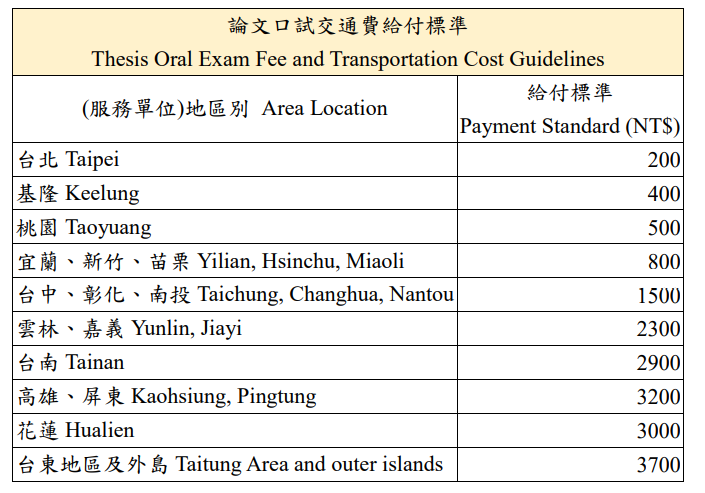 論文口試交通費給付標準
Thesis Oral Exam Fee and Transportation Cost Guidelines
(服務單位)地區別 Area Location
給付標準
Payment Standard (NT$)
台北 Taipei 200
基隆 Keelung 400
桃園 Taoyuang 500
宜蘭、新竹、苗栗 Yilian, Hsinchu, Miaoli 800
台中、彰化、南投 Taichung, Changhua, Nantou 1500
雲林、嘉義 Yunlin, Jiayi 2300
台南 Tainan 2900
高雄、屏東 Kaohsiung, Pingtung 3200
花蓮 Hualien 3000
台東地區及外島 Taitung Area and outer islands 3700